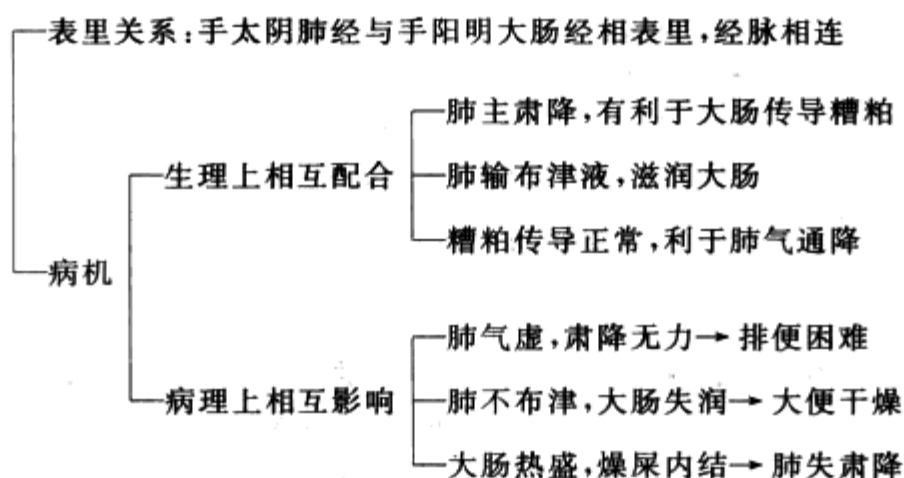 表里关系:手太阴肺经与手阳明大肠经相表里,经脉相连
肺主肃降,有利于大肠传导糟粕
生理上相互配合
肺输布津液,滋润大肠
糟粕传导正常,利于肺气通降
病机
肺气虚,肃降无力→排便困难
病理上相互影响
肺不布津,大肠失润→大便干燥
大肠热盛,燥屎内结→肺失肃降